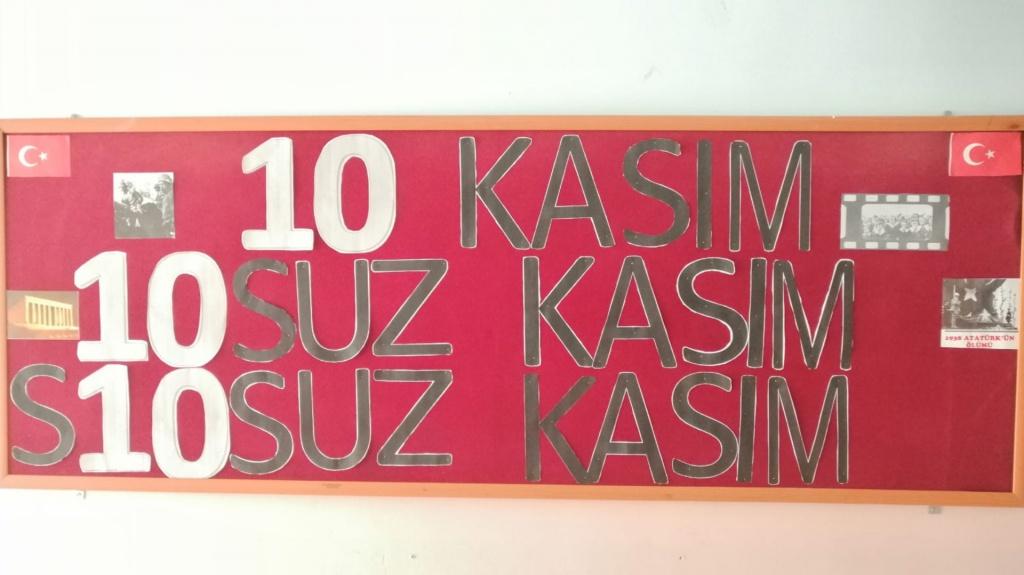 10 KASIM
10SUZ KASIM
S10SUZ KASIM
1938 ATATÜRK'ÜN
ÖLÜMÜ